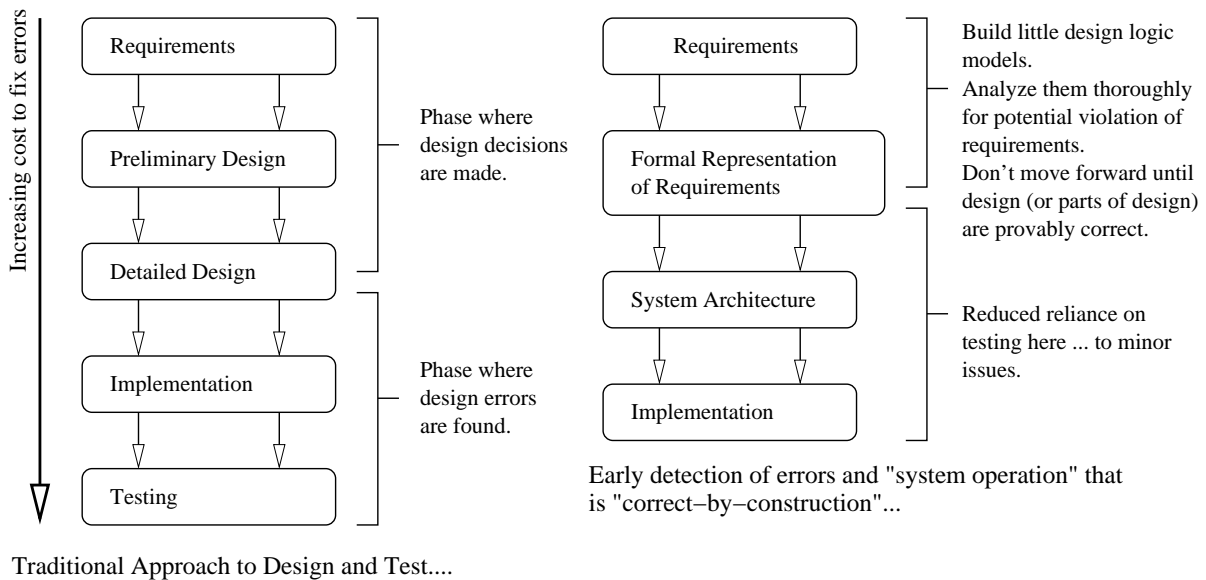 Increasing cost to fix errors
Requirements
Preliminary Design
Detailed Design
Implementation
Testing
Phase where
design decisions
are made.
Phase where
design errors
are found.
Traditional Approach to Design and Test....
Requirements
Formal Representation
of Requirements
System Architecture
Implementation
Build little design logic
models.
Analyze them thoroughly
for potential violation of
requirements.
Don’t move forward until
design (or parts of design)
are provably correct.
Reduced reliance on
testing here ... to minor
issues.
Early detection of errors and "system operation" that
is "correct−by−construction"...